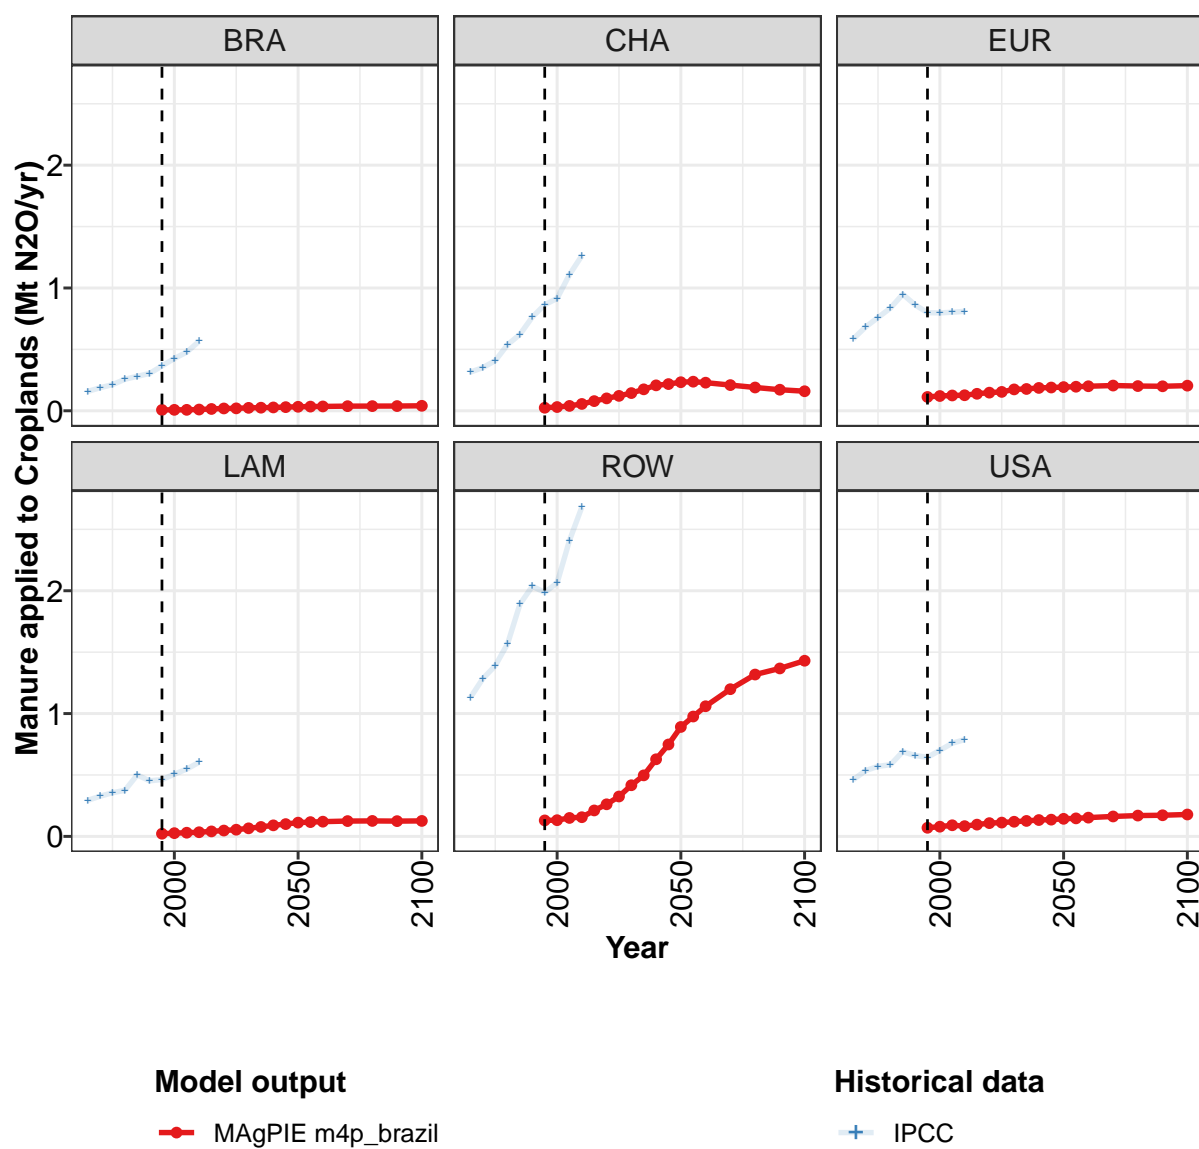 BRA
CHA
EUR
2
1
0
LAM
ROW
USA
2
1
0
Manure applied to Croplands (Mt N2O/yr)
2000
2050
2100
2000
2050
2100
2000
2050
2100
Year
Model output
Historical data
MAgPIE m4p_brazil
IPCC